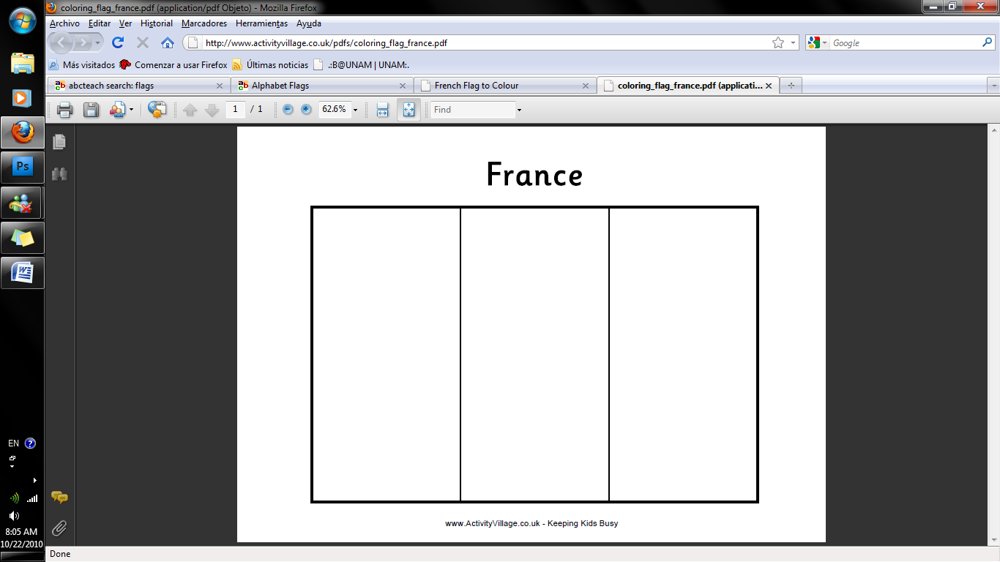 coloring_flag_france.pdf (application/pdf Objeto) - Mozilla Firefox
Archivo Editar Ver Historial Marcadores Herramientas Ayuda
http://www.activityvillage.co.uk/pdfs/coloring_flag_france.pdf
Google
Más visitados Comenzar a usar Firefox Últimas noticias .:B@UNAM | UNAM:.
abcteach search: flags
Alphabet Flags
French Flag to Colour
coloring_flag_france.pdf (applicati...
1 / 1 62.6% Find
Ps
France
www.ActivityVillage.co.uk - Keeping Kids Busy
EN
8:05 AM
10/22/2010
Done